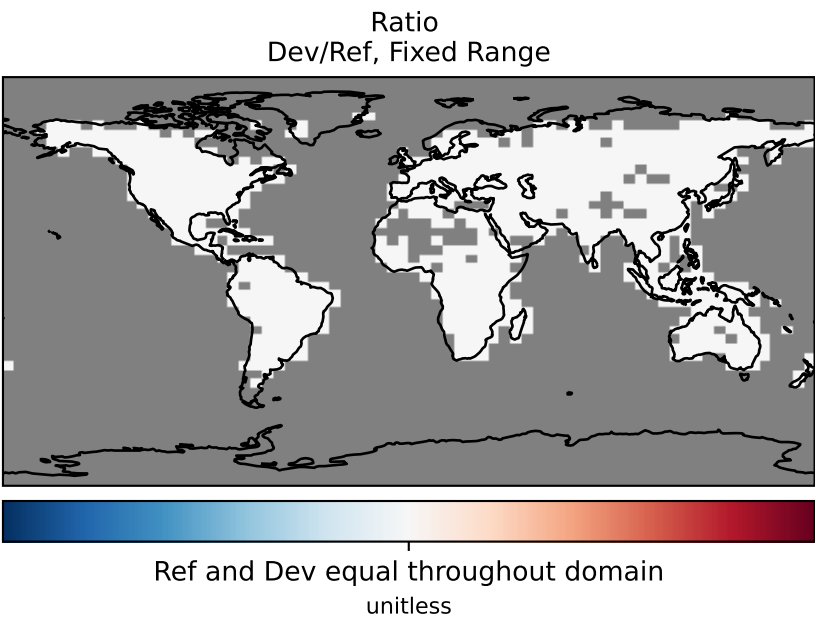 Ratio
Dev/Ref, Fixed Range
Ref and Dev equal throughout domain
unitless